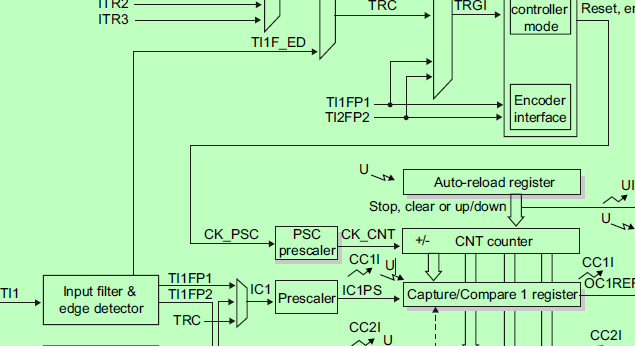 ITR2
ITR3
TRC
TRGI
controller
mode
Reset, en
TI1F_ED
TI1FP1
TI2FP2
Encoder
interface
U
Auto-reload register
UI
Stop, clear or up/down
U
CK_PSC
PSC
prescaler
CK_CNT
+/-
CNT counter
CC1I
U
CC1I
TI1
Input filter &
edge detector
TI1FP1
TI1FP2
TRC
IC1
Prescaler
IC1PS
Capture/Compare 1 register
OC1REF
CC2I
U
CC2I